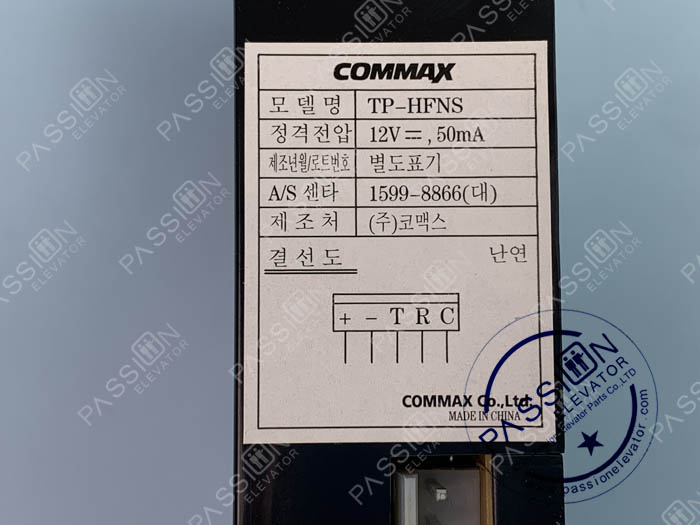 COMMAX
모델명 TP-HFNS
정격전압 12V⎓, 50mA
제조년월/로트번호 별도표기
A/S 센타 1599-8866(대)
제조처 (주)코맥스
결선도 난연
+ - T R C
COMMAX Co.,Ltd.
MADE IN CHINA
PASSION
ELEVATOR
Elevator Parts Co.,LTD
passionelevator.com